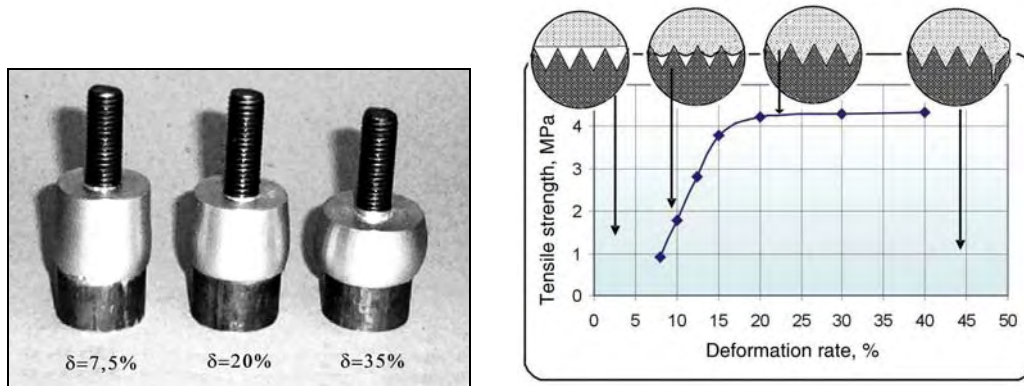 δ=7,5% δ=20% δ=35%
Tensile strength, MPa
4
3
2
1
0
0 5 10 15 20 25 30 35 40 45 50
Deformation rate, %